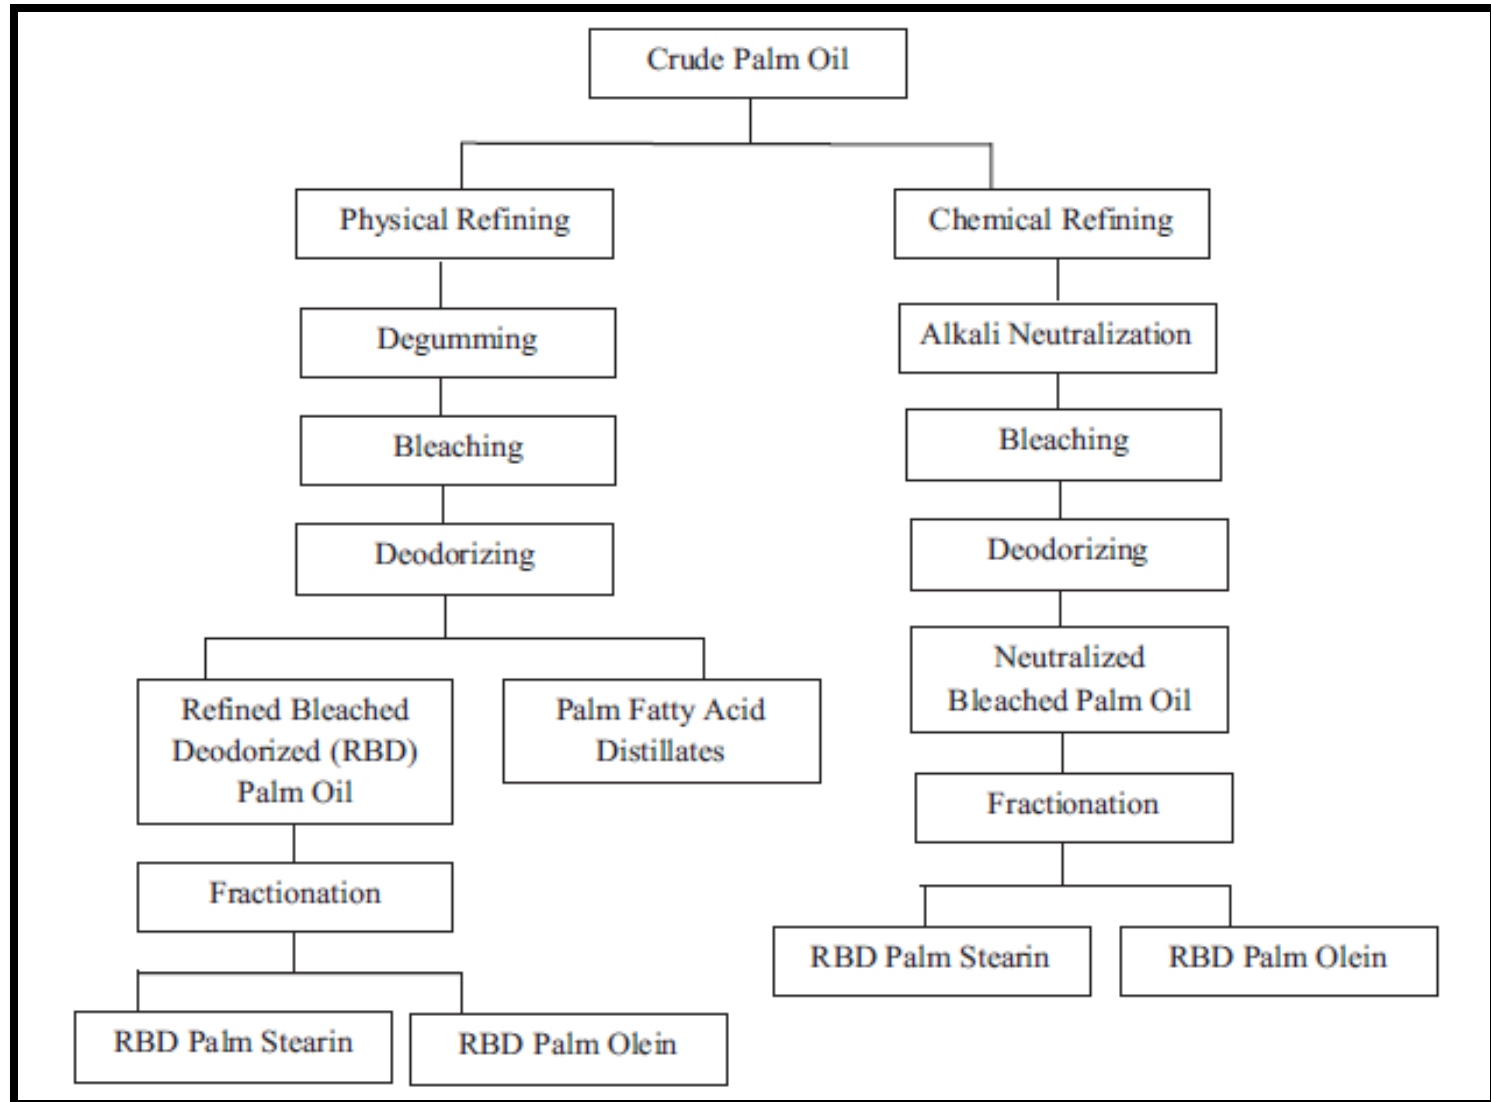 Crude Palm Oil
Physical Refining
Chemical Refining
Degumming
Alkali Neutralization
Bleaching
Bleaching
Deodorizing
Deodorizing
Refined Bleached
Deodorized (RBD)
Palm Oil
Palm Fatty Acid
Distillates
Neutralized
Bleached Palm Oil
Fractionation
Fractionation
RBD Palm Stearin
RBD Palm Olein
RBD Palm Stearin
RBD Palm Olein